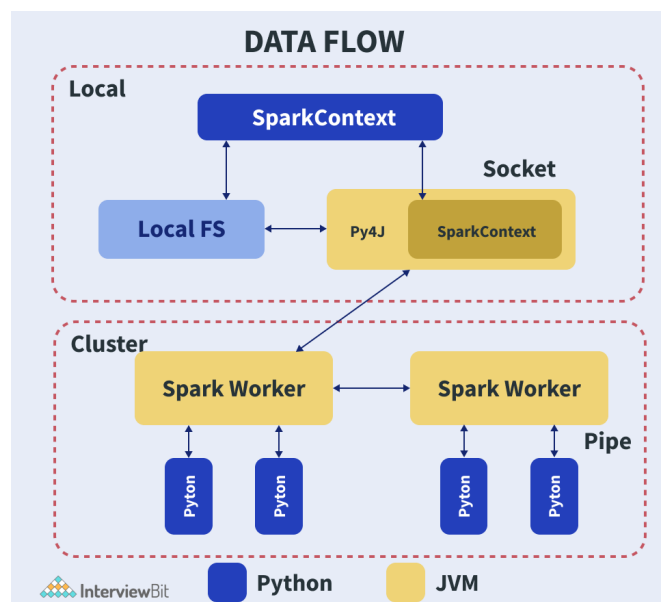 DATA FLOW
Local
SparkContext
Socket
Local FS
Py4J
SparkContext
Cluster
Spark Worker
Spark Worker
Pipe
Pyton
Pyton
Pyton
Pyton
InterviewBit
Python
JVM